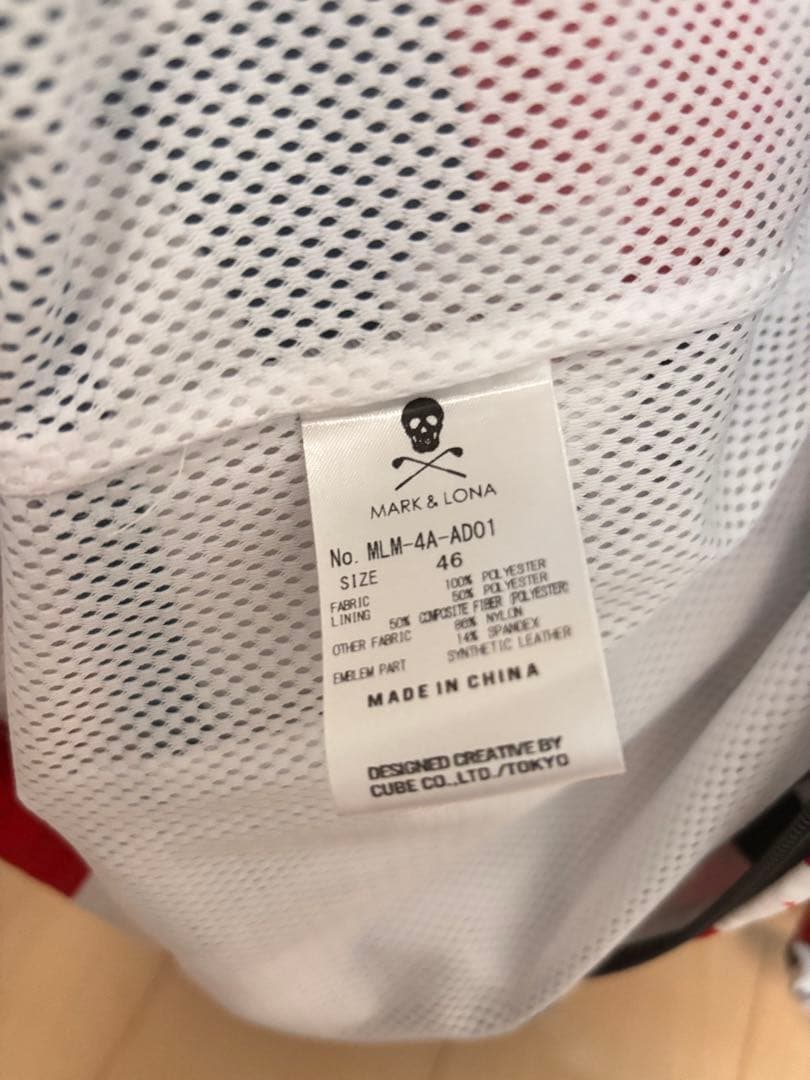 MARK & LONA
No. MLM-4A-AD01
SIZE 46
FABRIC 100% POLYESTER
LINING 50% POLYESTER
50% COMPOSITE FIBER (POLYESTER)
OTHER FABRIC 86% NYLON
14% SPANDEX
EMBLEM PART SYNTHETIC LEATHER
MADE IN CHINA
DESIGNED CREATIVE BY
CUBE CO.,LTD./TOKYO